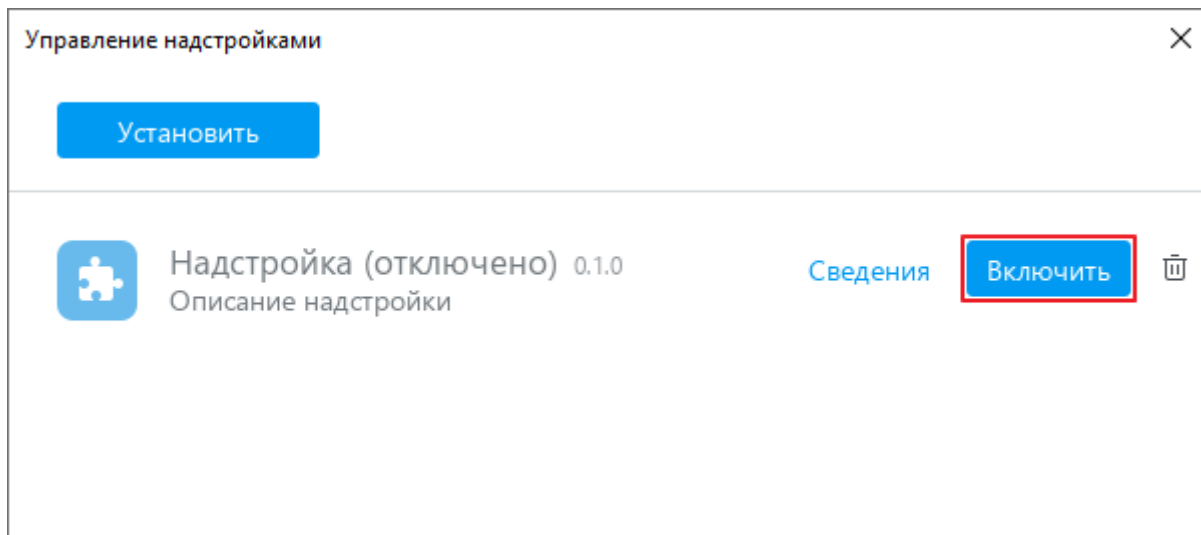 Управление надстройками
Установить
Надстройка (отключено) 0.1.0 Сведения Включить
Описание надстройки